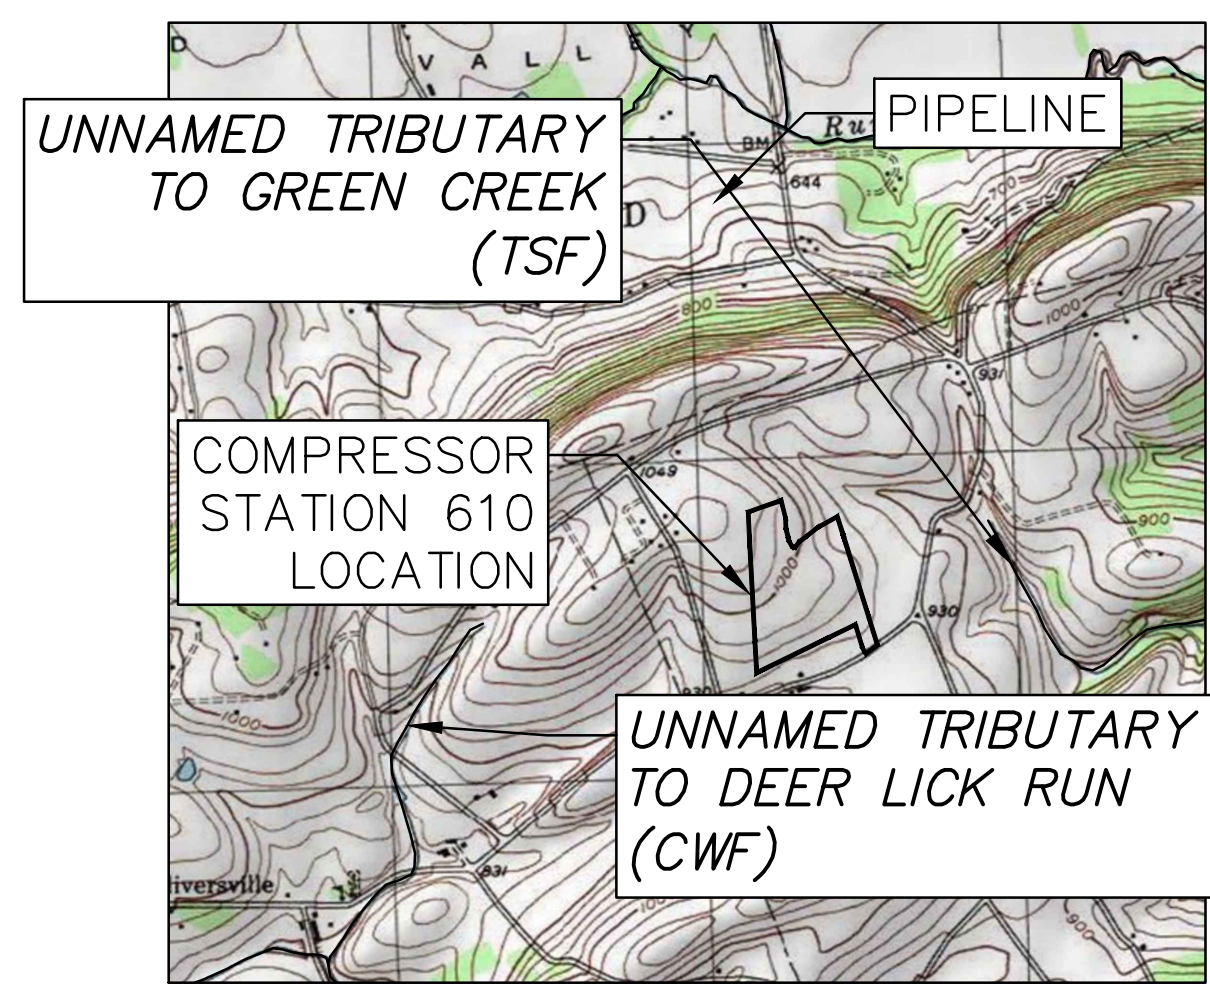 D
VALLEY
UNNAMED TRIBUTARY
TO GREEN CREEK
(TSF)
PIPELINE
BM
644
700
D
800
1000
931
COMPRESSOR
STATION 610
LOCATION
1049
900
1000
930
930
1000
UNNAMED TRIBUTARY
TO DEER LICK RUN
(CWF)
831
iversville
900